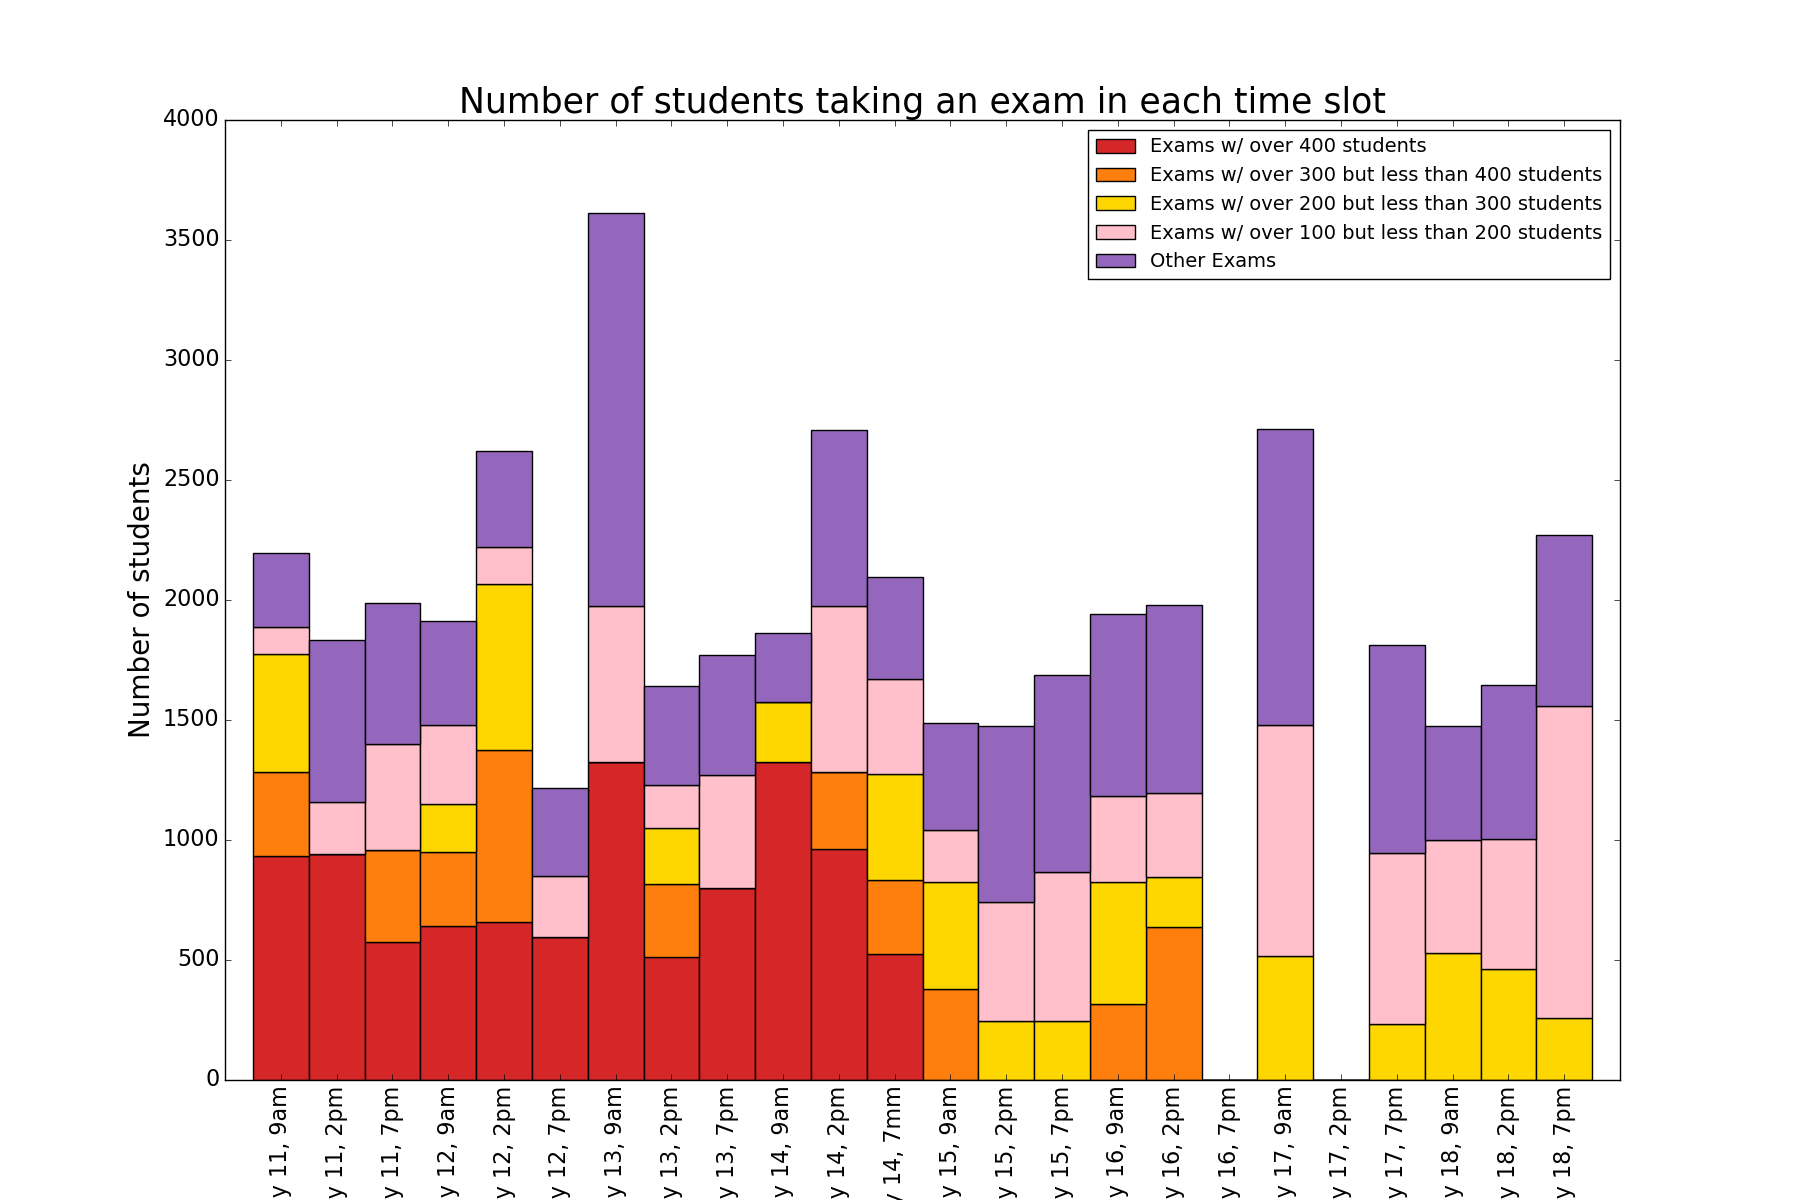 Number of students taking an exam in each time slot
4000
3500
3000
2500
2000
1500
1000
500
0
Number of students
Exams w/ over 400 students
Exams w/ over 300 but less than 400 students
Exams w/ over 200 but less than 300 students
Exams w/ over 100 but less than 200 students
Other Exams
y 11, 9am
y 11, 2pm
y 11, 7pm
y 12, 9am
y 12, 2pm
y 12, 7pm
y 13, 9am
y 13, 2pm
y 13, 7pm
y 14, 9am
y 14, 2pm
y 14, 7mm
y 15, 9am
y 15, 2pm
y 15, 7pm
y 16, 9am
y 16, 2pm
y 16, 7pm
y 17, 9am
y 17, 2pm
y 17, 7pm
y 18, 9am
y 18, 2pm
y 18, 7pm